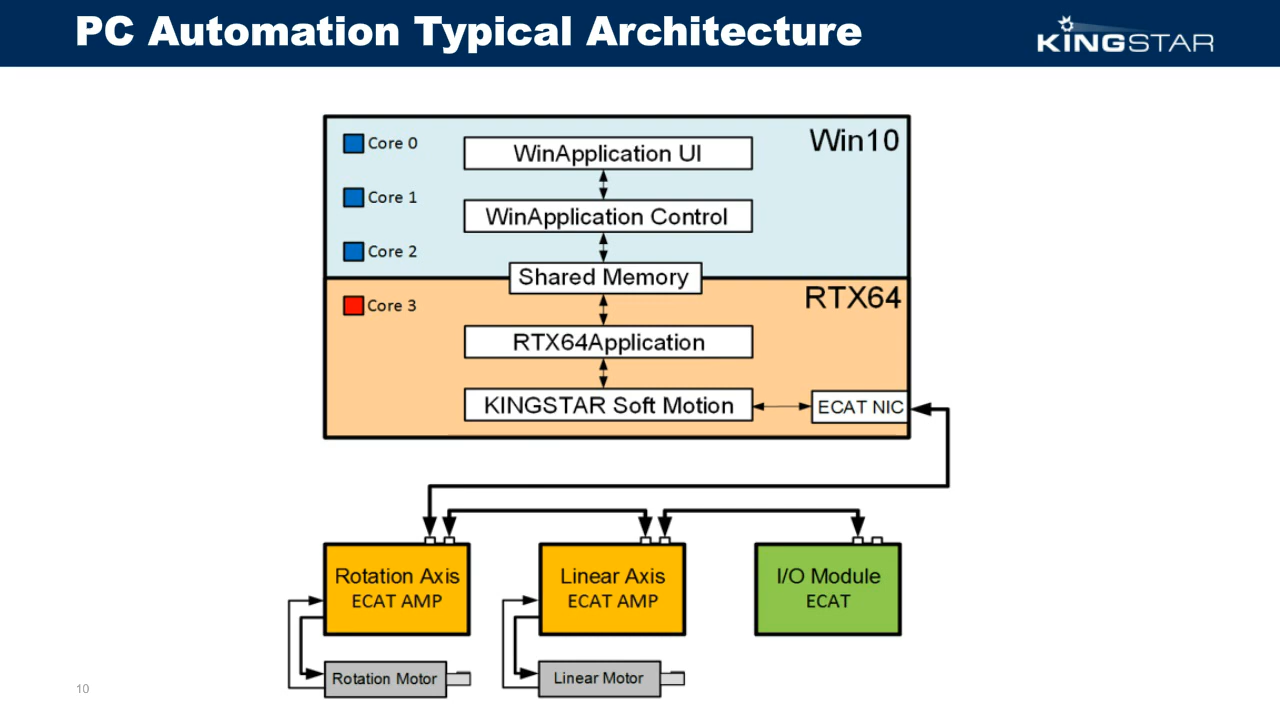 PC Automation Typical Architecture
KINGSTAR
Core 0
WinApplication UI
Win10
Core 1
WinApplication Control
Core 2
Shared Memory
RTX64
Core 3
RTX64Application
KINGSTAR Soft Motion
ECAT NIC
Rotation Axis
ECAT AMP
Linear Axis
ECAT AMP
I/O Module
ECAT
Rotation Motor
Linear Motor
10